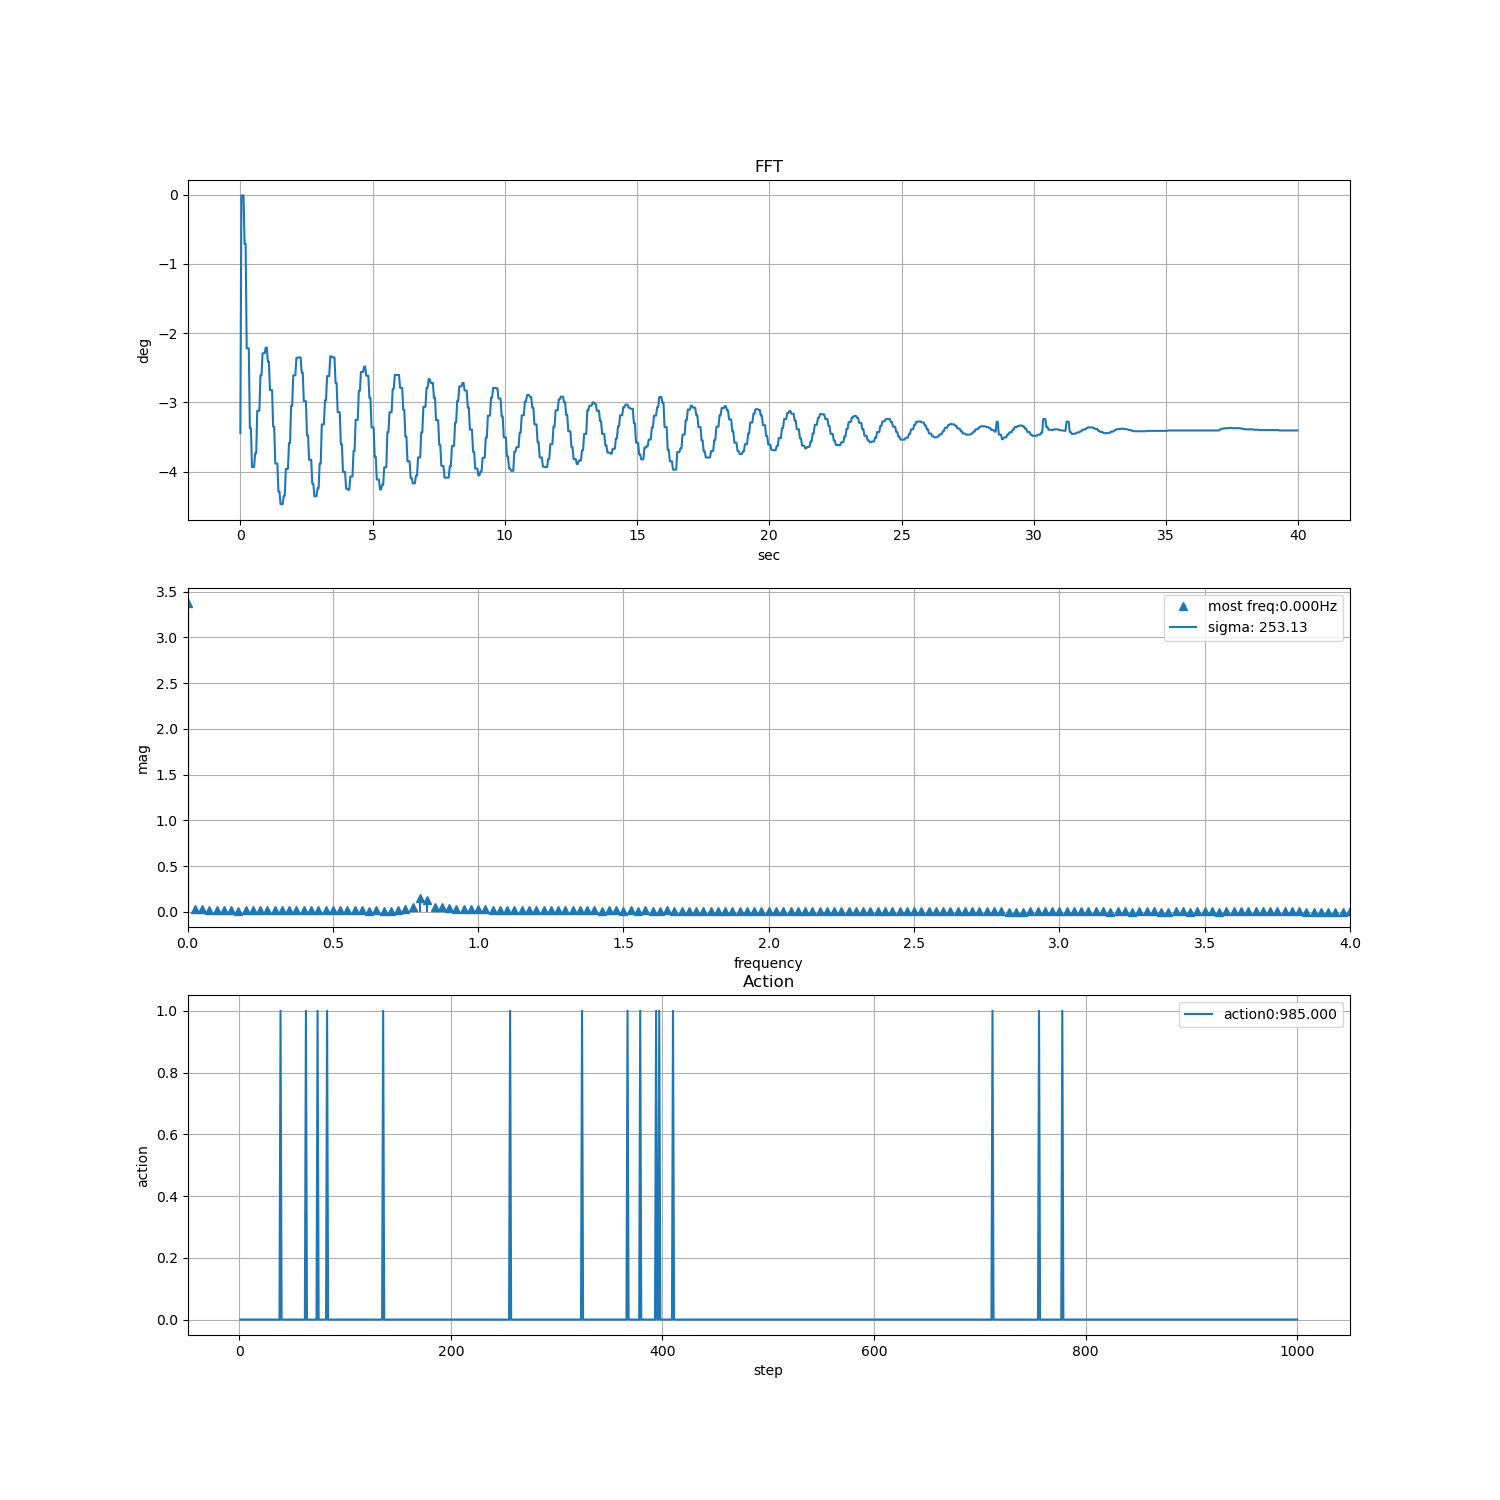 FFT
0
−1
−2
−3
−4
deg
0 5 10 15 20 25 30 35 40
sec
3.5
3.0
2.5
2.0
1.5
1.0
0.5
0.0
mag
most freq:0.000Hz
sigma: 253.13
0.0 0.5 1.0 1.5 2.0 2.5 3.0 3.5 4.0
frequency
Action
1.0
0.8
0.6
0.4
0.2
0.0
action
action0:985.000
0 200 400 600 800 1000
step